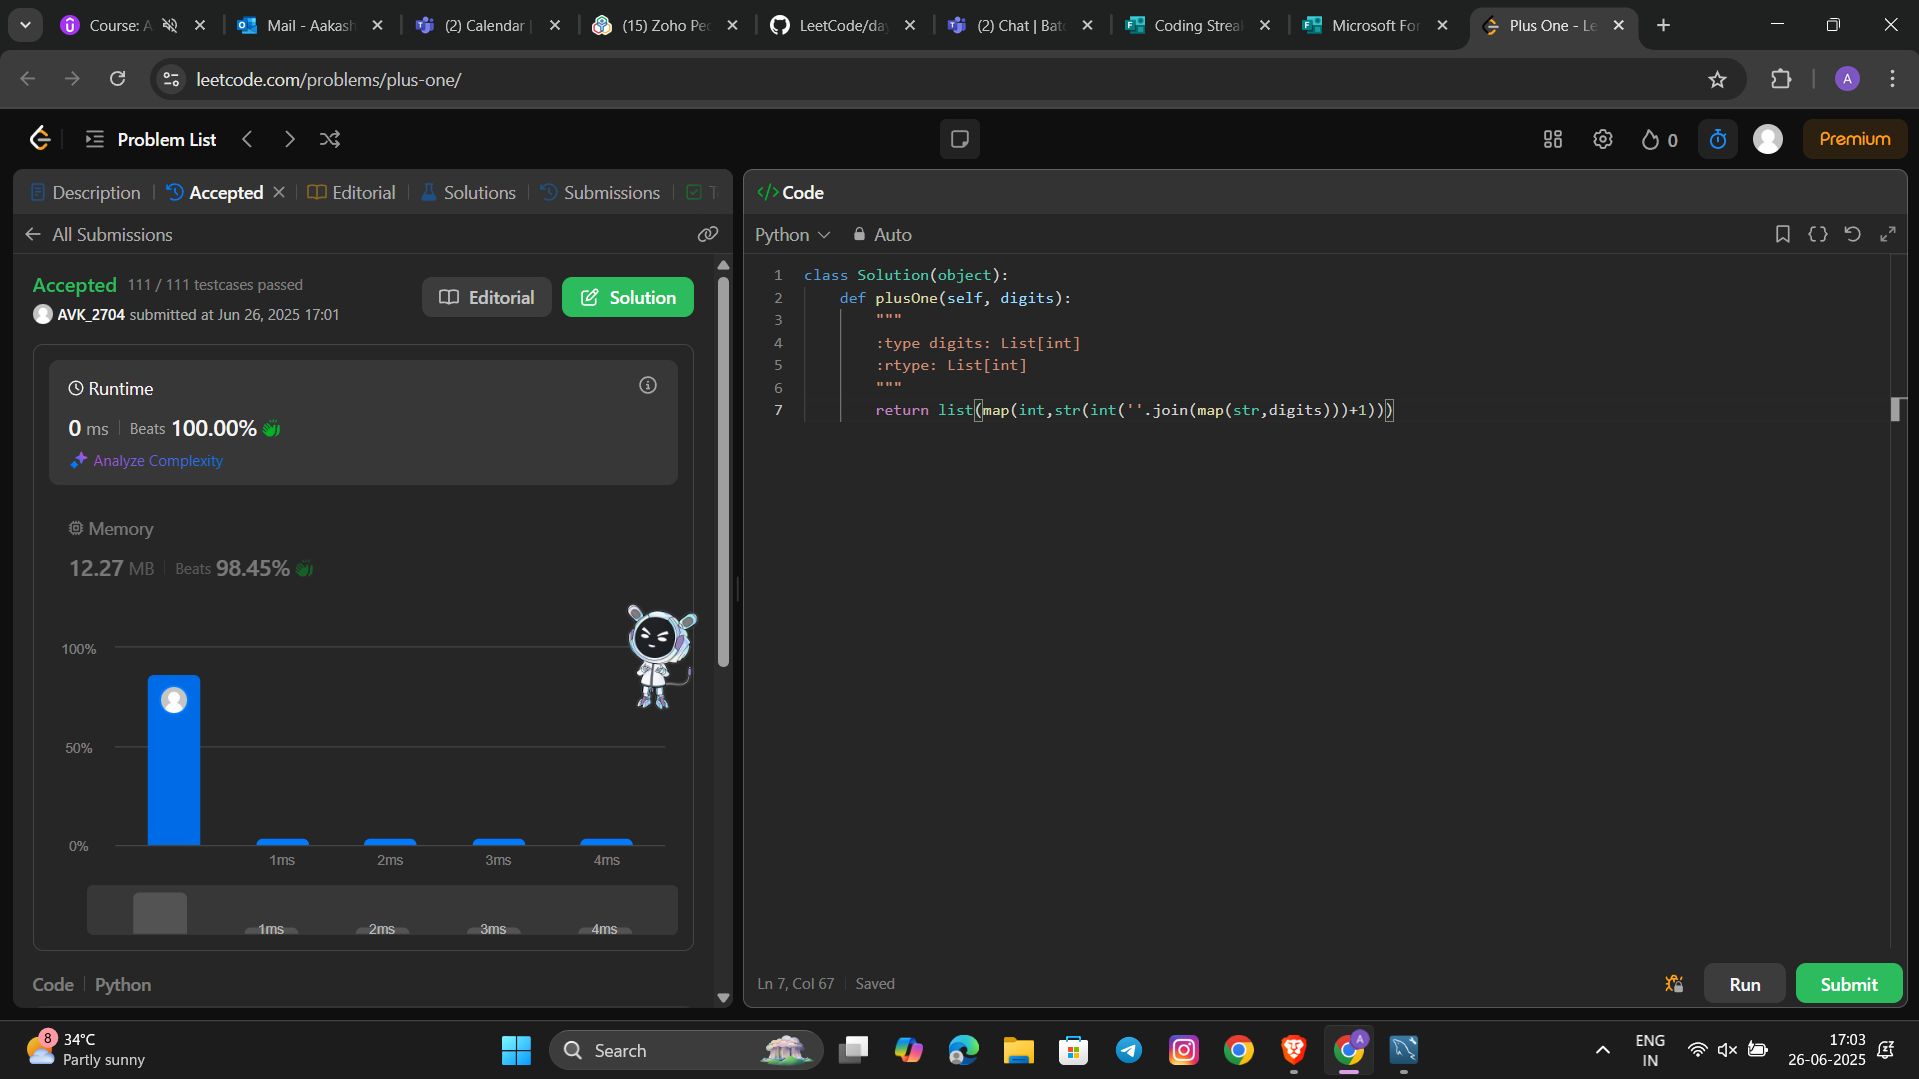 Course: A
Mail - Aakash
(2) Calendar |
(15) Zoho Peo
LeetCode/day
(2) Chat | Bat
Coding Streak
Microsoft For
Plus One - Le
leetcode.com/problems/plus-one/
A
Problem List
0
Premium
Description
Accepted
Editorial
Solutions
Submissions
T
</> Code
All Submissions
Python
Auto
Accepted 111 / 111 testcases passed
AVK_2704 submitted at Jun 26, 2025 17:01
Editorial
Solution
Runtime
0 ms Beats 100.00%
Analyze Complexity
Memory
12.27 MB Beats 98.45%
100%
50%
0%
1ms 2ms 3ms 4ms
1ms 2ms 3ms 4ms
Code Python
1 class Solution(object):
2 def plusOne(self, digits):
3 """
4 :type digits: List[int]
5 :rtype: List[int]
6 """
7 return list(map(int,str(int(''.join(map(str,digits)))+1)))
Ln 7, Col 67 Saved
Run
Submit
8
34°C
Partly sunny
Search
A
ENG
IN
17:03
26-06-2025